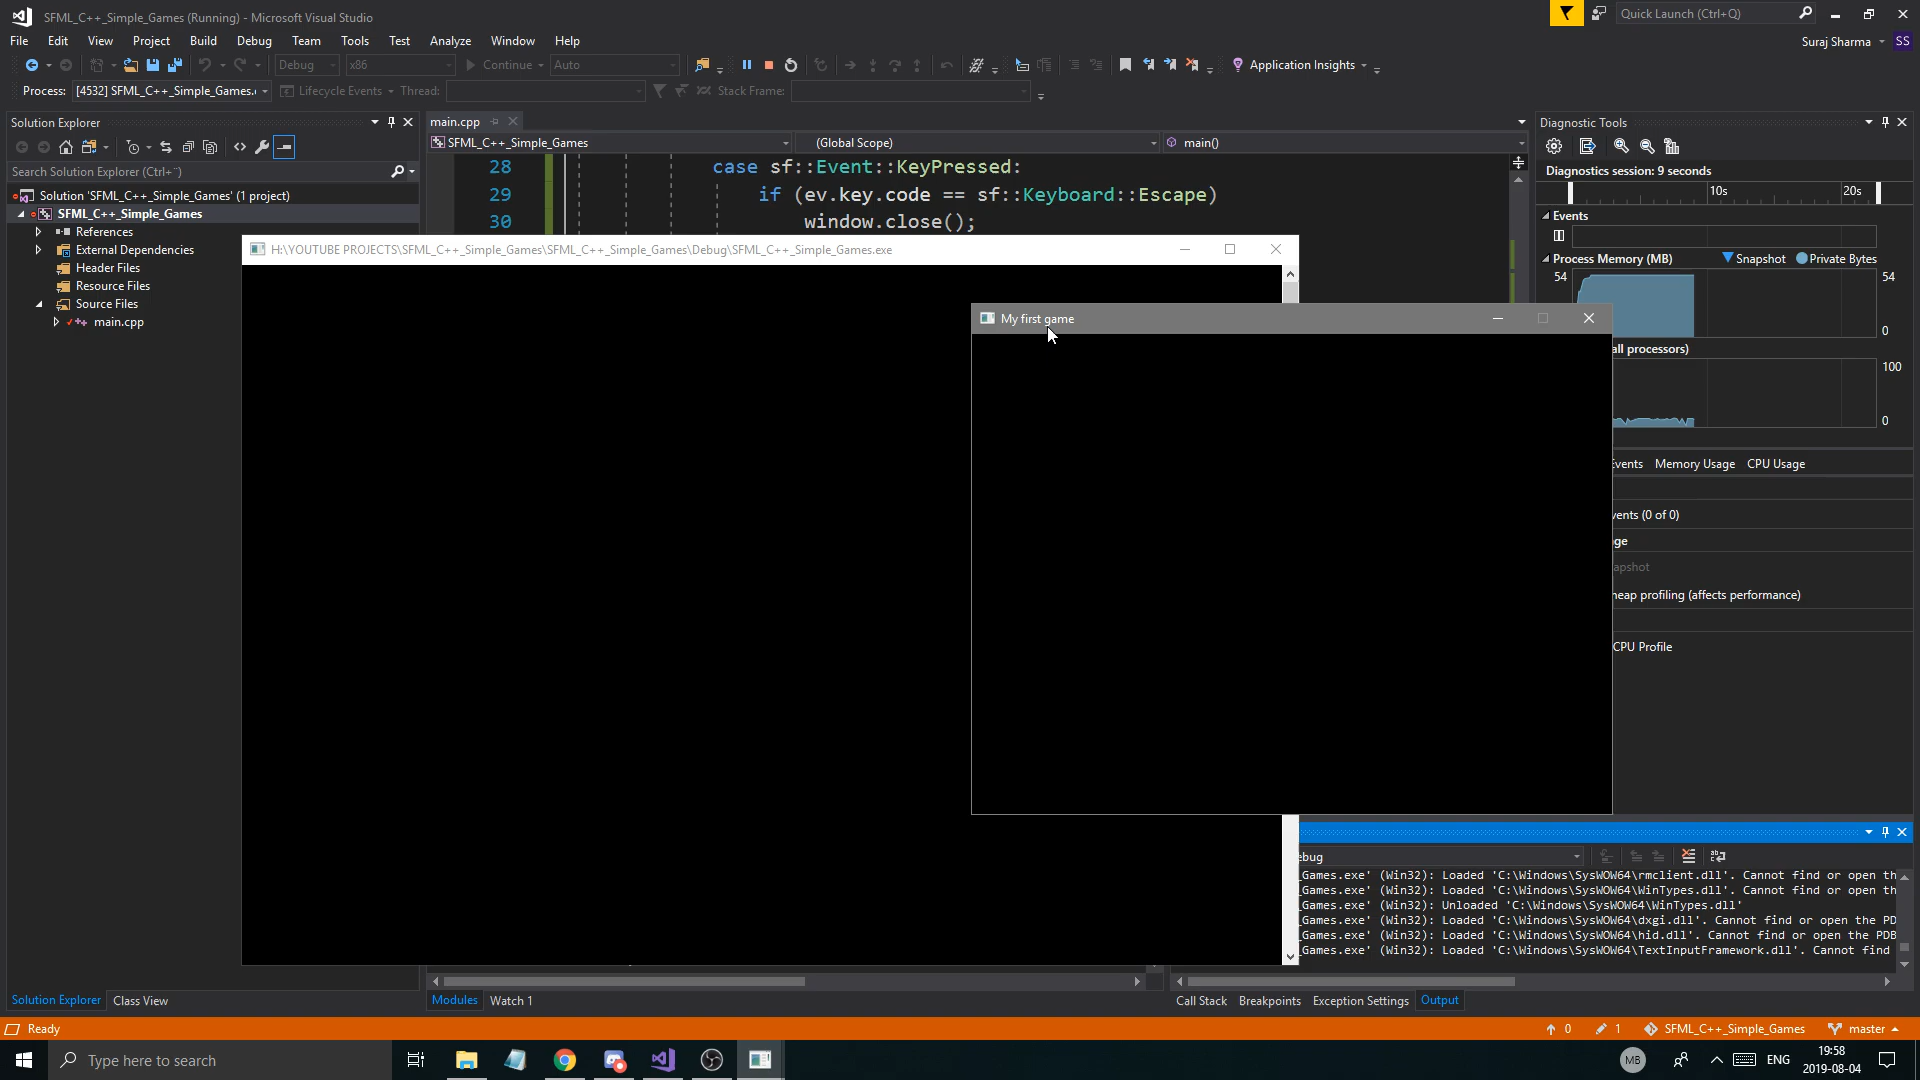 SFML_C++_Simple_Games (Running) - Microsoft Visual Studio
Quick Launch (Ctrl+Q)
File Edit View Project Build Debug Team Tools Test Analyze Window Help
Suraj Sharma SS
Debug x86 Continue Auto Application Insights
Process: [4532] SFML_C++_Simple_Games. Lifecycle Events Thread: Stack Frame:
Solution Explorer
Search Solution Explorer (Ctrl+¨)
Solution 'SFML_C++_Simple_Games' (1 project)
SFML_C++_Simple_Games
References
External Dependencies
Header Files
Resource Files
Source Files
main.cpp
main.cpp
SFML_C++_Simple_Games (Global Scope) main()
28 case sf::Event::KeyPressed:
29 if (ev.key.code == sf::Keyboard::Escape)
30 window.close();
H:\YOUTUBE PROJECTS\SFML_C++_Simple_Games\SFML_C++_Simple_Games\Debug\SFML_C++_Simple_Games.exe
My first game
Diagnostic Tools
Diagnostics session: 9 seconds
10s 20s
Events
Process Memory (MB) Snapshot Private Bytes
54 54
0
all processors)
100
0
Events Memory Usage CPU Usage
vents (0 of 0)
ge
apshot
heap profiling (affects performance)
CPU Profile
ebug
_Games.exe' (Win32): Loaded 'C:\Windows\SysWOW64\rmclient.dll'. Cannot find or open th
_Games.exe' (Win32): Loaded 'C:\Windows\SysWOW64\WinTypes.dll'. Cannot find or open th
_Games.exe' (Win32): Unloaded 'C:\Windows\SysWOW64\WinTypes.dll'
_Games.exe' (Win32): Loaded 'C:\Windows\SysWOW64\dxgi.dll'. Cannot find or open the PD
_Games.exe' (Win32): Loaded 'C:\Windows\SysWOW64\hid.dll'. Cannot find or open the PDB
_Games.exe' (Win32): Loaded 'C:\Windows\SysWOW64\TextInputFramework.dll'. Cannot find
Solution Explorer Class View
Modules Watch 1
Call Stack Breakpoints Exception Settings Output
Ready
0 1 SFML_C++_Simple_Games master
Type here to search
MB ENG
19:58
2019-08-04